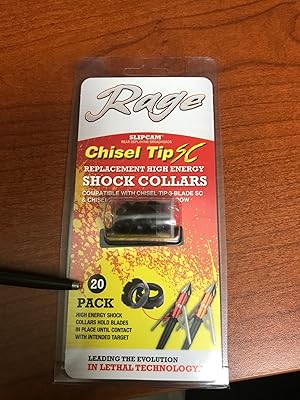 Rage
SLIPCAM™
REAR DEPLOYING BROADHEADS
Chisel Tip SC
REPLACEMENT HIGH ENERGY
SHOCK COLLARS
COMPATIBLE WITH CHISEL TIP 3-BLADE SC
& CHISEL
20
PACK
HIGH ENERGY SHOCK
COLLARS HOLD BLADES
IN PLACE UNTIL CONTACT
WITH INTENDED TARGET
LEADING THE EVOLUTION
IN LETHAL TECHNOLOGY.